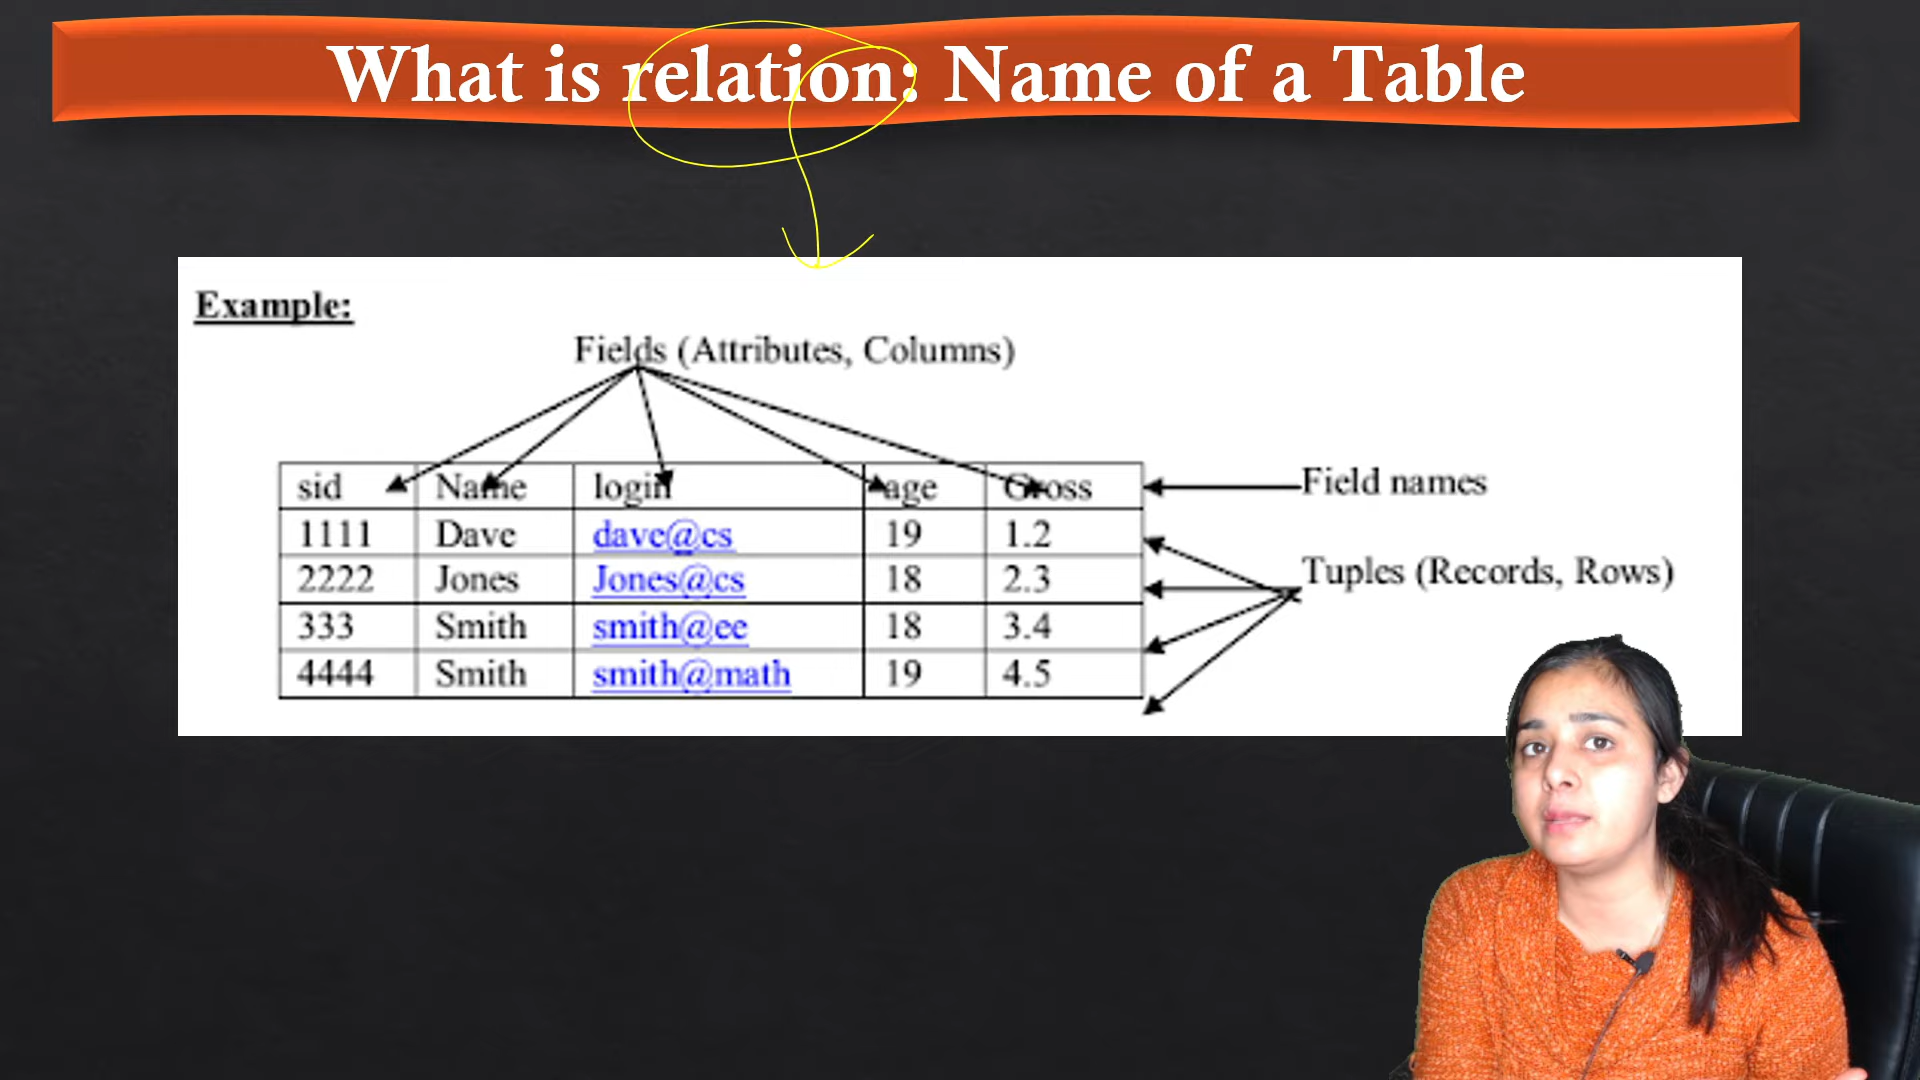 What is relation: Name of a Table
Example:
Fields (Attributes, Columns)
sid Name login age Gross
Field names
1111 Dave dave@cs 19 1.2
2222 Jones Jones@cs 18 2.3
Tuples (Records, Rows)
333 Smith smith@ee 18 3.4
4444 Smith smith@math 19 4.5